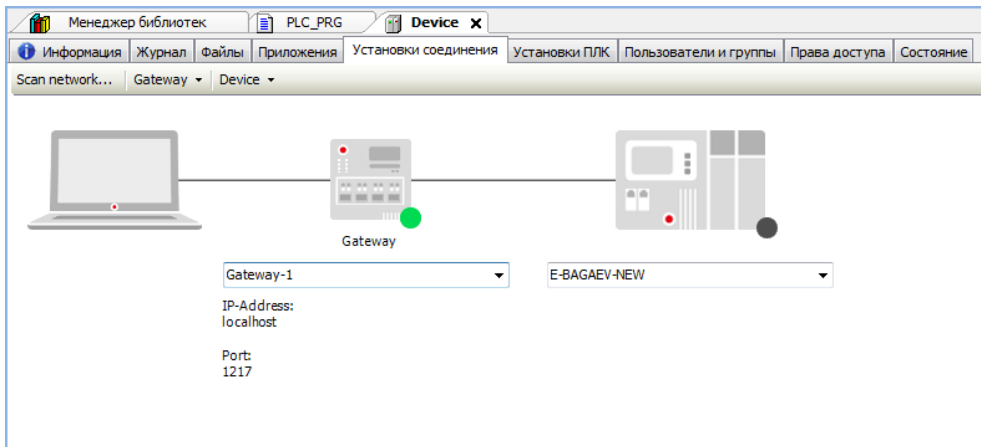 Менеджер библиотек PLC_PRG Device X
Информация Журнал Файлы Приложения Установки соединения Установки ПЛК Пользователи и группы Права доступа Состояние
Scan network... Gateway Device
Gateway
Gateway-1 E-BAGAEV-NEW
IP-Address:
localhost
Port:
1217